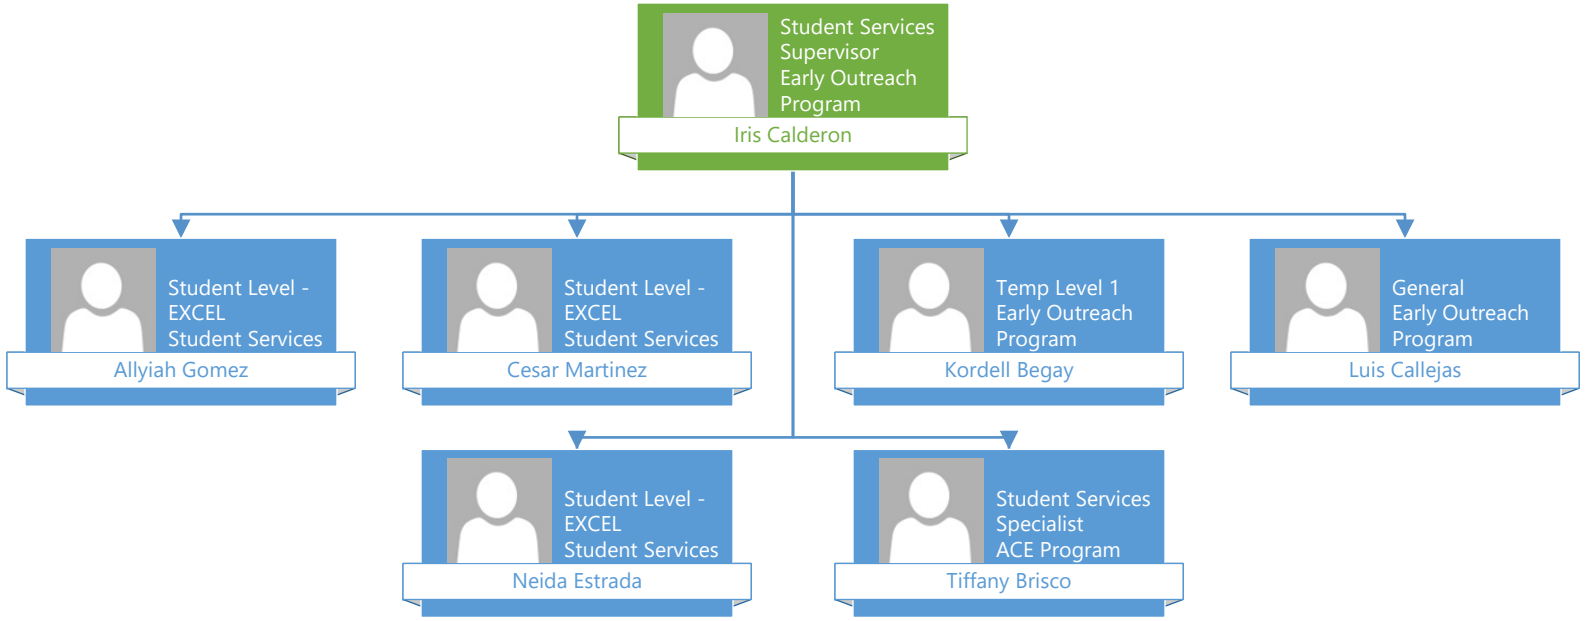 Student Services
Supervisor
Early Outreach
Program
Iris Calderon
Student Level -
EXCEL
Student Services
Allyiah Gomez
Student Level -
EXCEL
Student Services
Cesar Martinez
Temp Level 1
Early Outreach
Program
Kordell Begay
General
Early Outreach
Program
Luis Callejas
Student Level -
EXCEL
Student Services
Neida Estrada
Student Services
Specialist
ACE Program
Tiffany Brisco